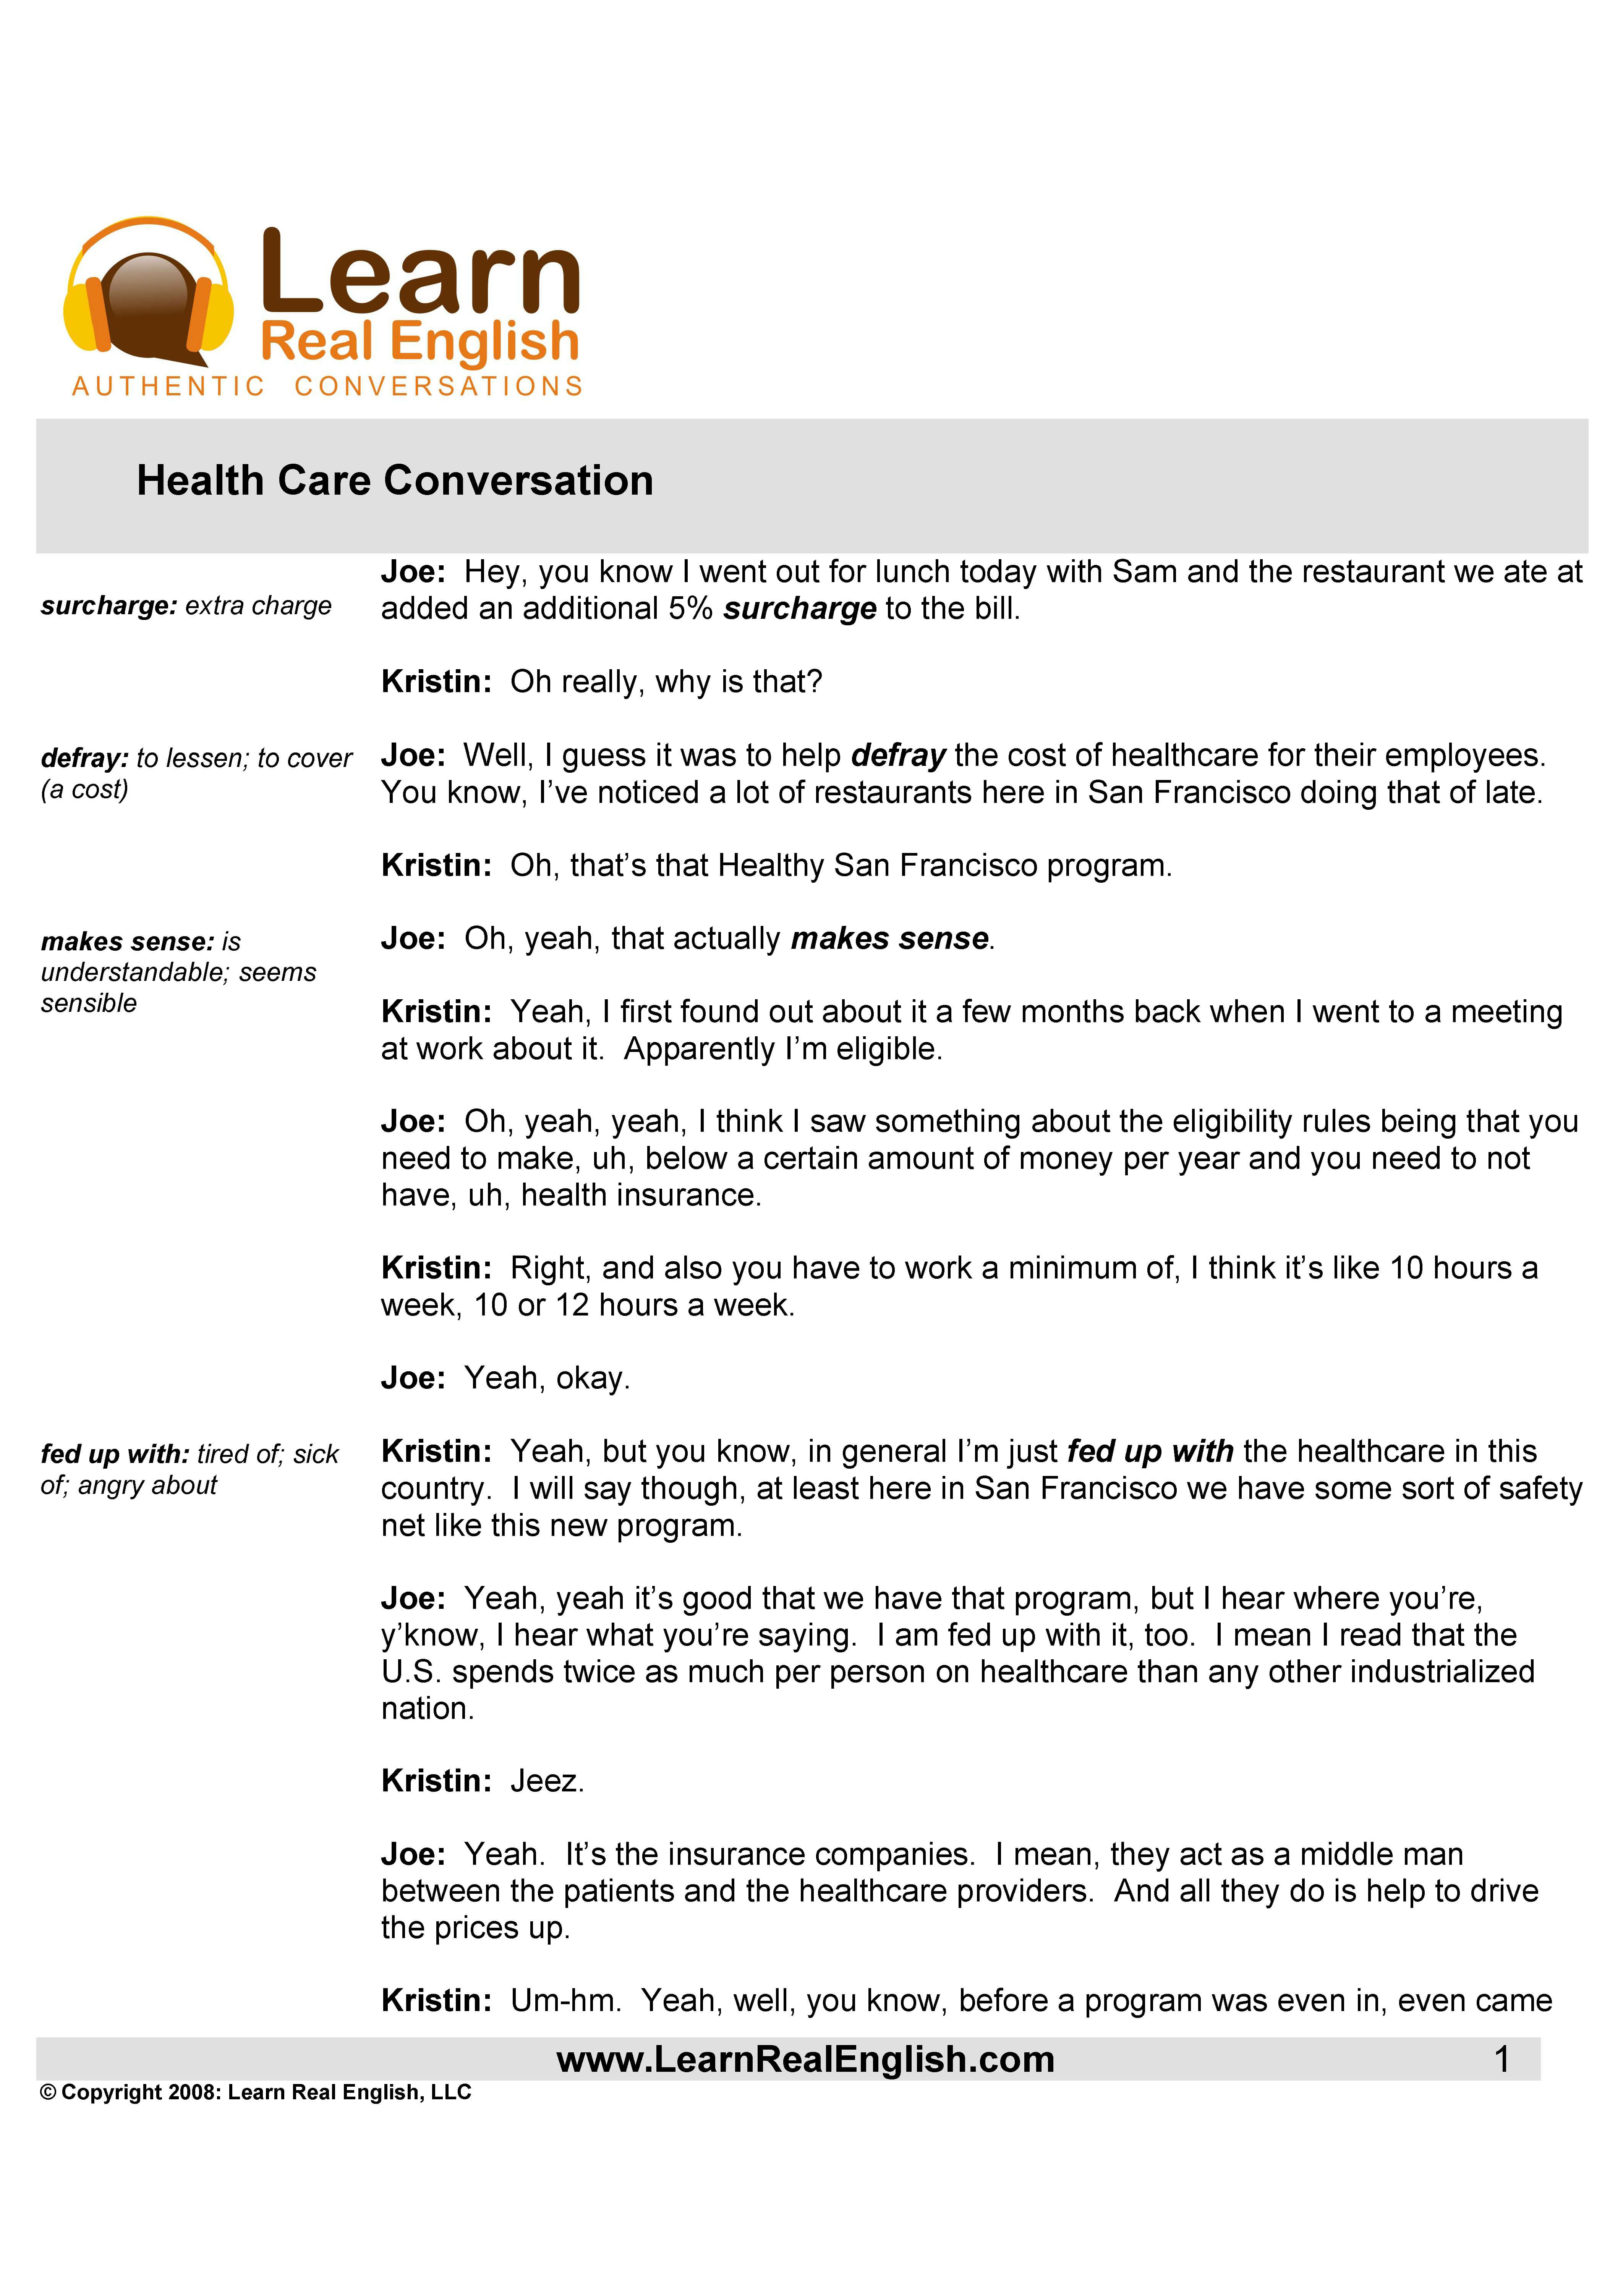 Learn
Real English
AUTHENTIC CONVERSATIONS
Health Care Conversation
Joe: Hey, you know I went out for lunch today with Sam and the restaurant we ate at
surcharge: extra charge
added an additional 5% surcharge to the bill.
Kristin: Oh really, why is that?
defray: to lessen; to cover
(a cost)
Joe: Well, I guess it was to help defray the cost of healthcare for their employees.
You know, I’ve noticed a lot of restaurants here in San Francisco doing that of late.
Kristin: Oh, that’s that Healthy San Francisco program.
makes sense: is
understandable; seems
sensible
Joe: Oh, yeah, that actually makes sense.
Kristin: Yeah, I first found out about it a few months back when I went to a meeting
at work about it. Apparently I’m eligible.
Joe: Oh, yeah, yeah, I think I saw something about the eligibility rules being that you
need to make, uh, below a certain amount of money per year and you need to not
have, uh, health insurance.
Kristin: Right, and also you have to work a minimum of, I think it’s like 10 hours a
week, 10 or 12 hours a week.
Joe: Yeah, okay.
fed up with: tired of; sick
of; angry about
Kristin: Yeah, but you know, in general I’m just fed up with the healthcare in this
country. I will say though, at least here in San Francisco we have some sort of safety
net like this new program.
Joe: Yeah, yeah it’s good that we have that program, but I hear where you’re,
y’know, I hear what you’re saying. I am fed up with it, too. I mean I read that the
U.S. spends twice as much per person on healthcare than any other industrialized
nation.
Kristin: Jeez.
Joe: Yeah. It’s the insurance companies. I mean, they act as a middle man
between the patients and the healthcare providers. And all they do is help to drive
the prices up.
Kristin: Um-hm. Yeah, well, you know, before a program was even in, even came
www.LearnRealEnglish.com 1
© Copyright 2008: Learn Real English, LLC